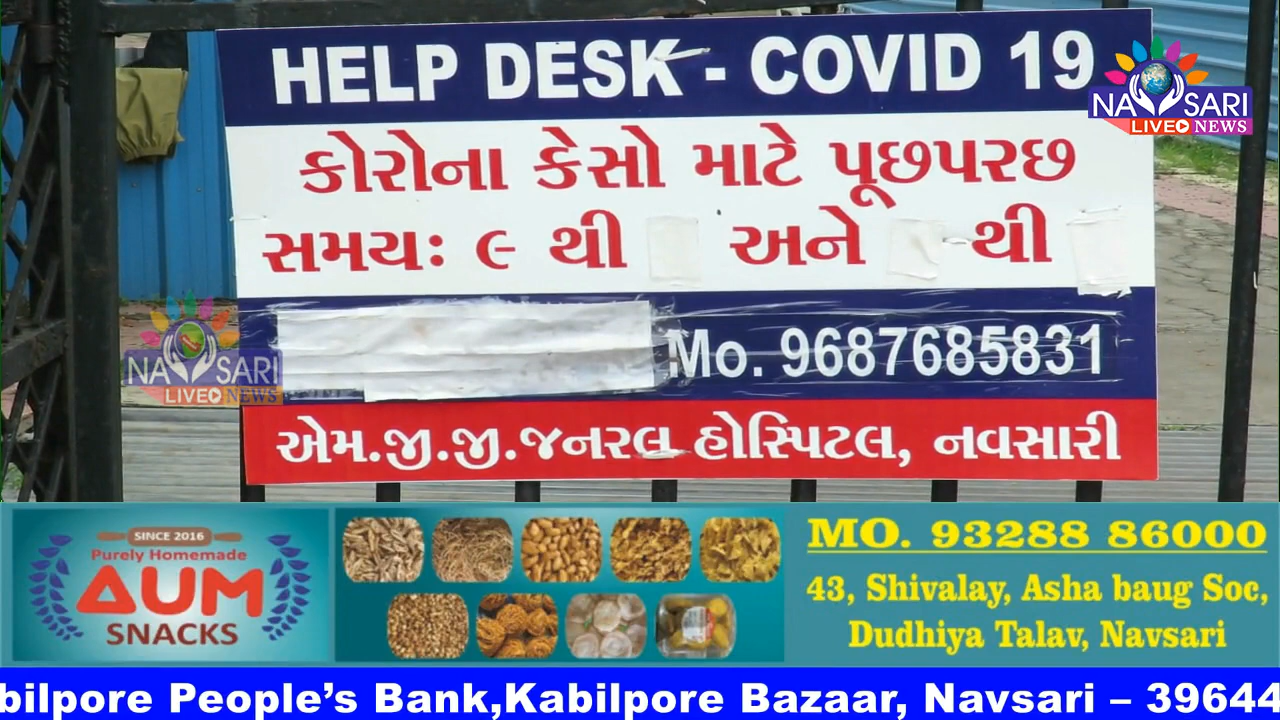 HELP DESK - COVID 19
NAVSARI
LIVE NEWS
કોરોના કેસો માટે પૂછપરછ
સમયઃ ૯ થી અને થી
Mo. 9687685831
NAVSARI
LIVE NEWS
એમ.જી.જી.જનરલ હોસ્પિટલ, નવસારી
SINCE 2016
Purely Homemade
AUM
SNACKS
MO. 93288 86000
43, Shivalay, Asha baug Soc,
Dudhiya Talav, Navsari
bilpore People’s Bank,Kabilpore Bazaar, Navsari – 39644